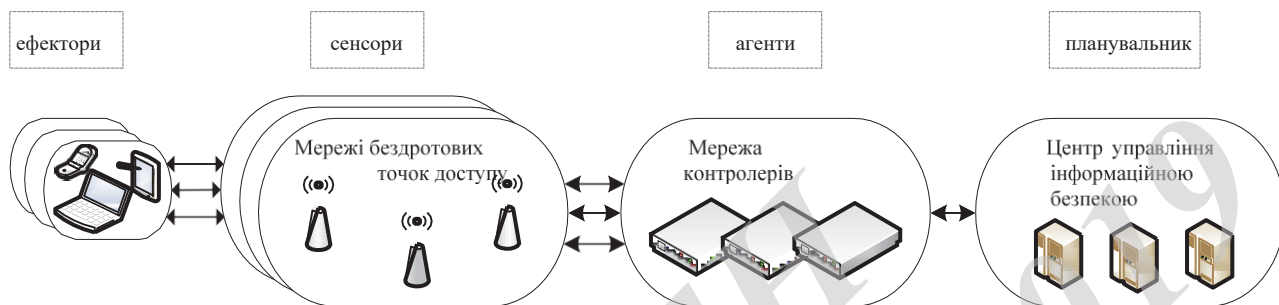 ефектори
сенсори
агенти
планувальник
Мережі бездротових
точок доступу
Мережа
контролерів
Центр управління
інформаційною
безпекою